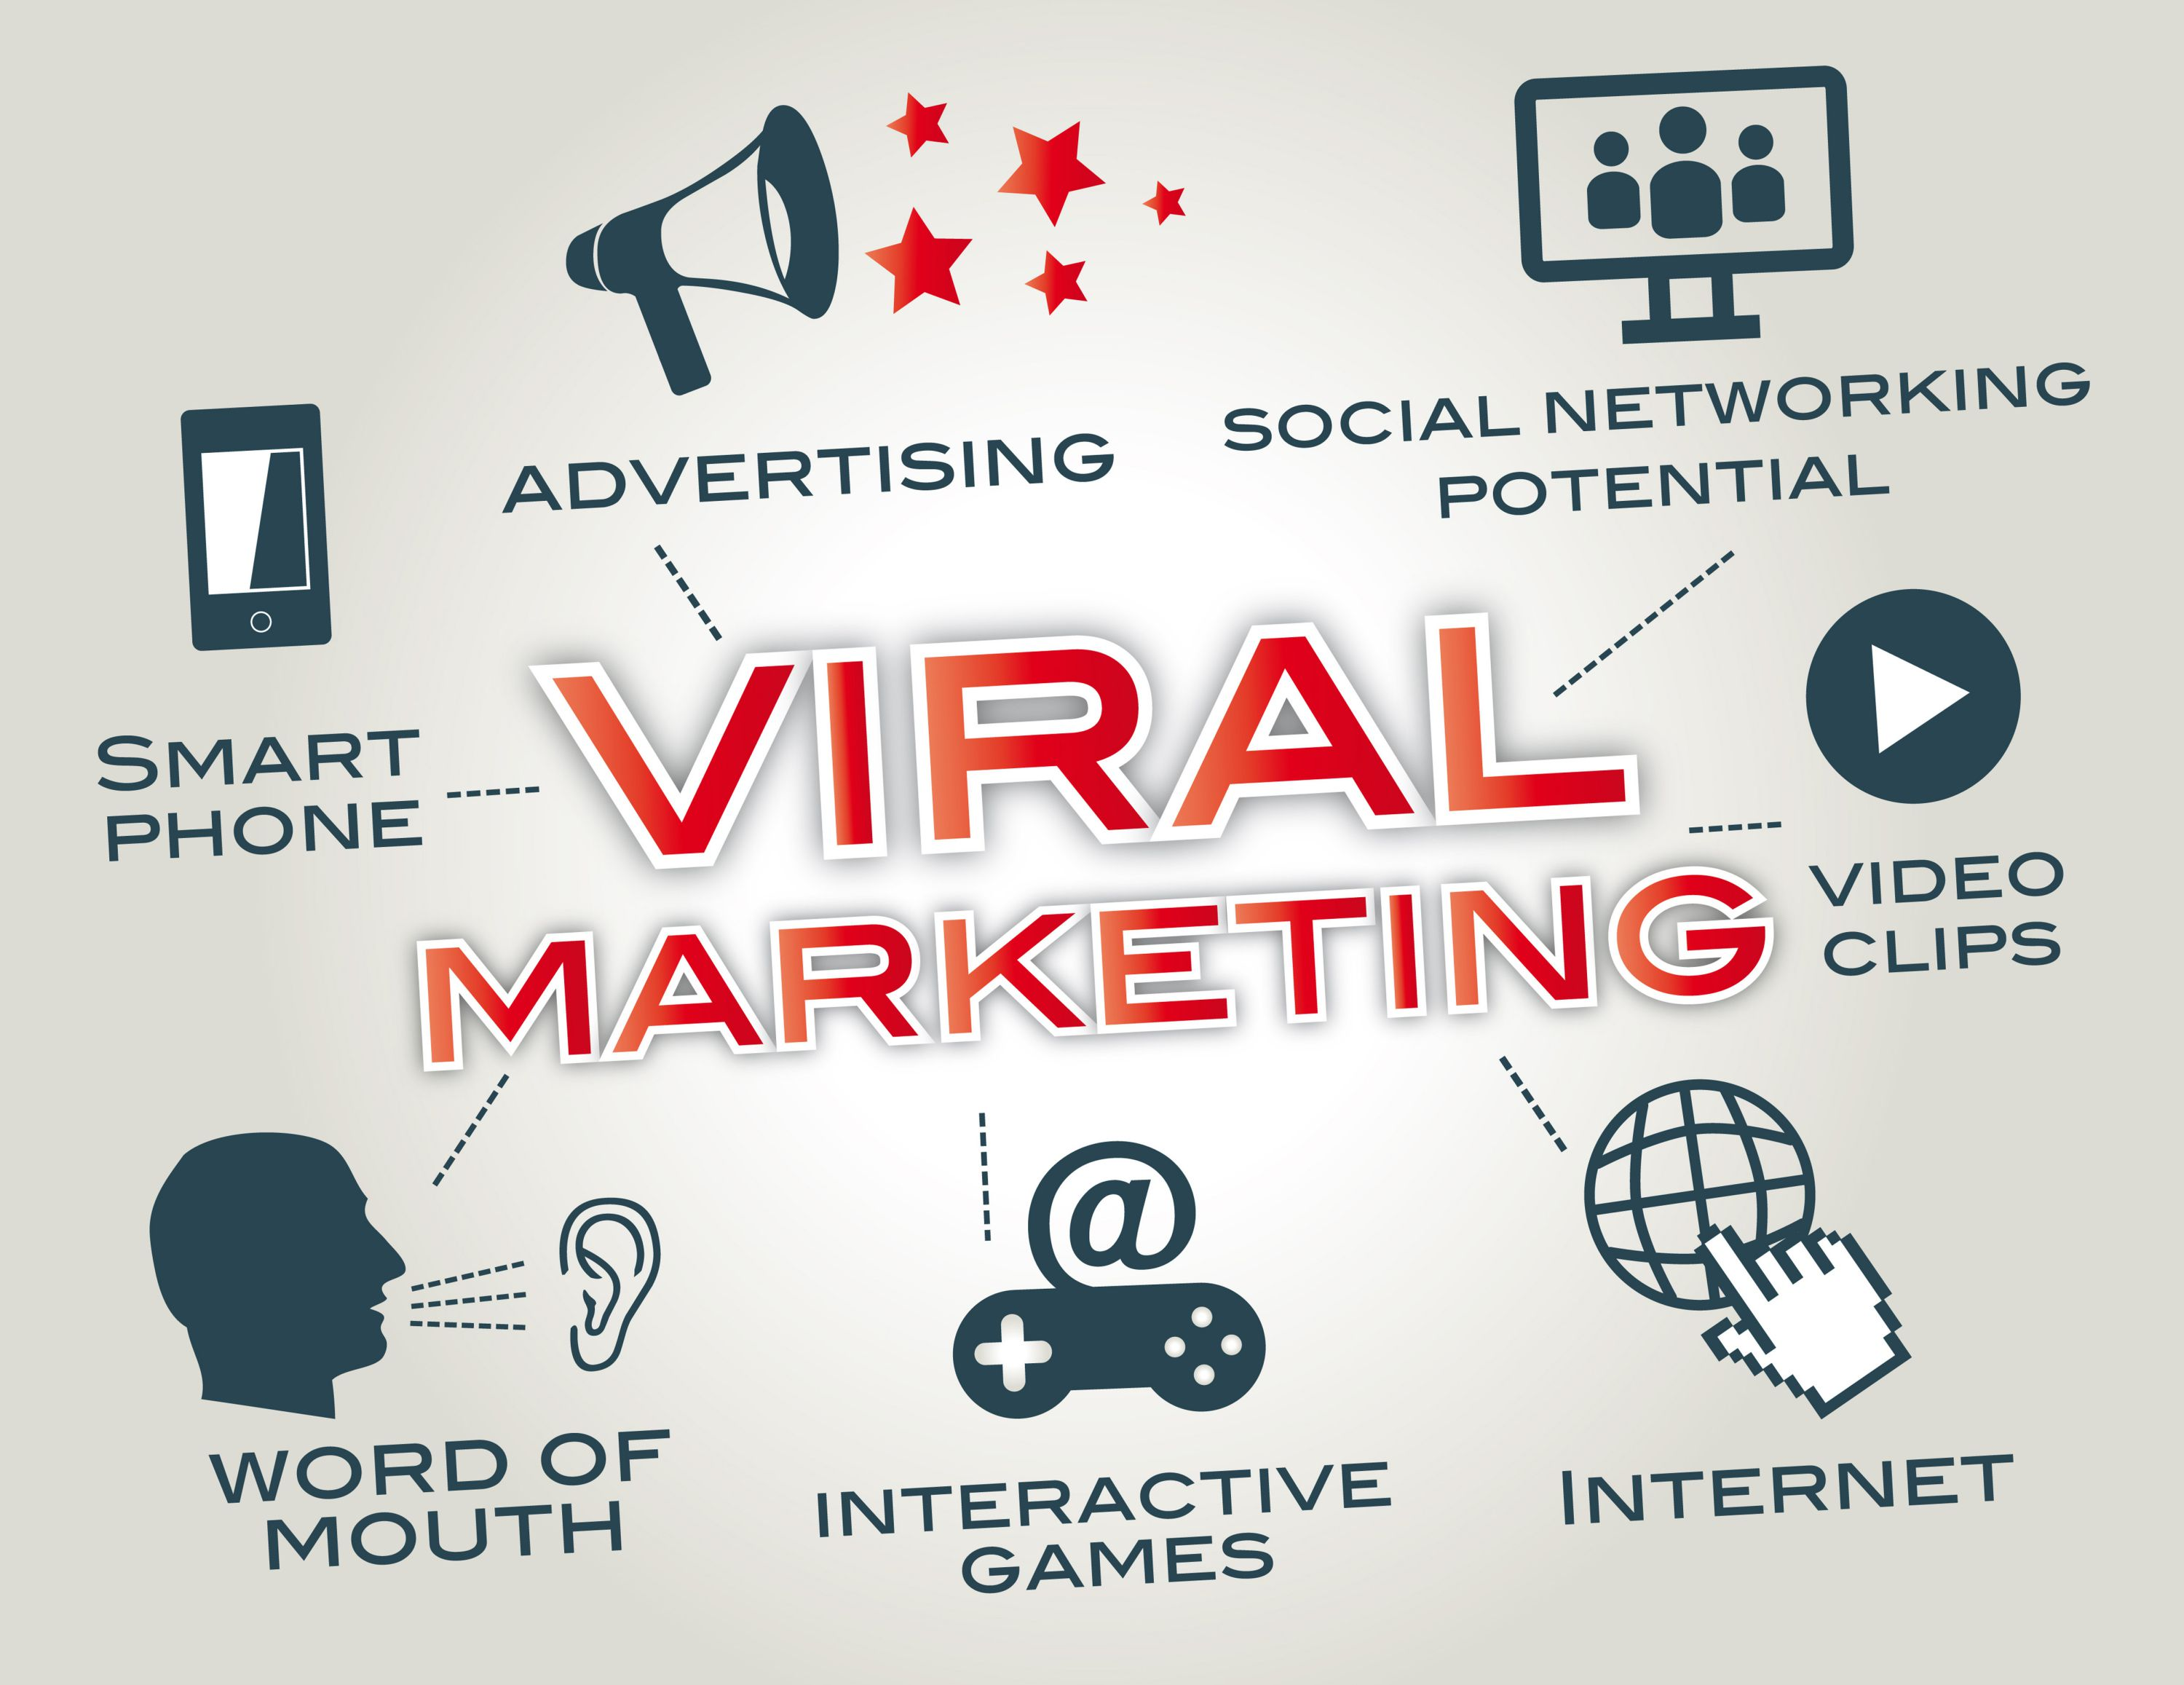 ADVERTISING
SOCIAL NETWORKING
POTENTIAL
SMART
PHONE
VIRAL
MARKETING
VIDEO
CLIPS
WORD OF
MOUTH
@
INTERACTIVE
GAMES
INTERNET